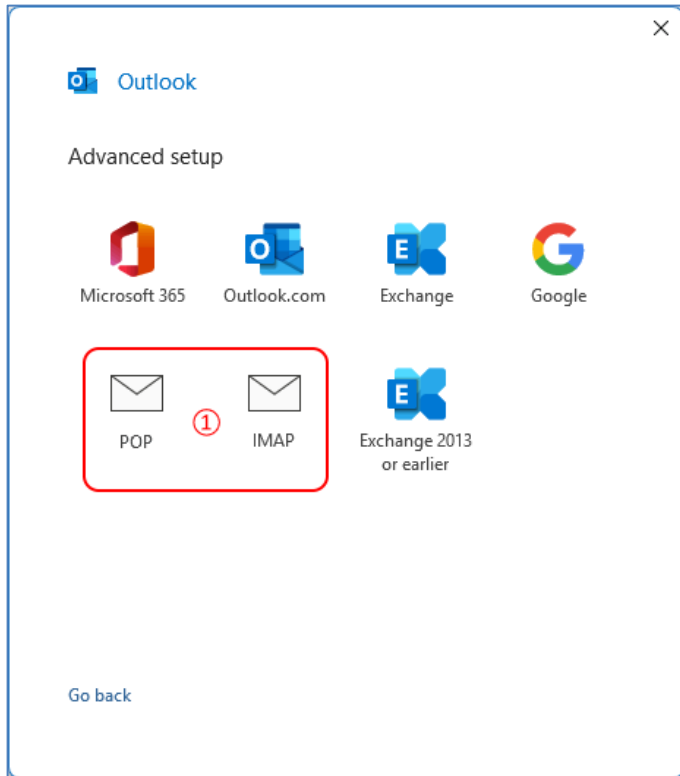 Outlook
Advanced setup
Microsoft 365 Outlook.com Exchange Google
POP ① IMAP Exchange 2013
or earlier
Go back